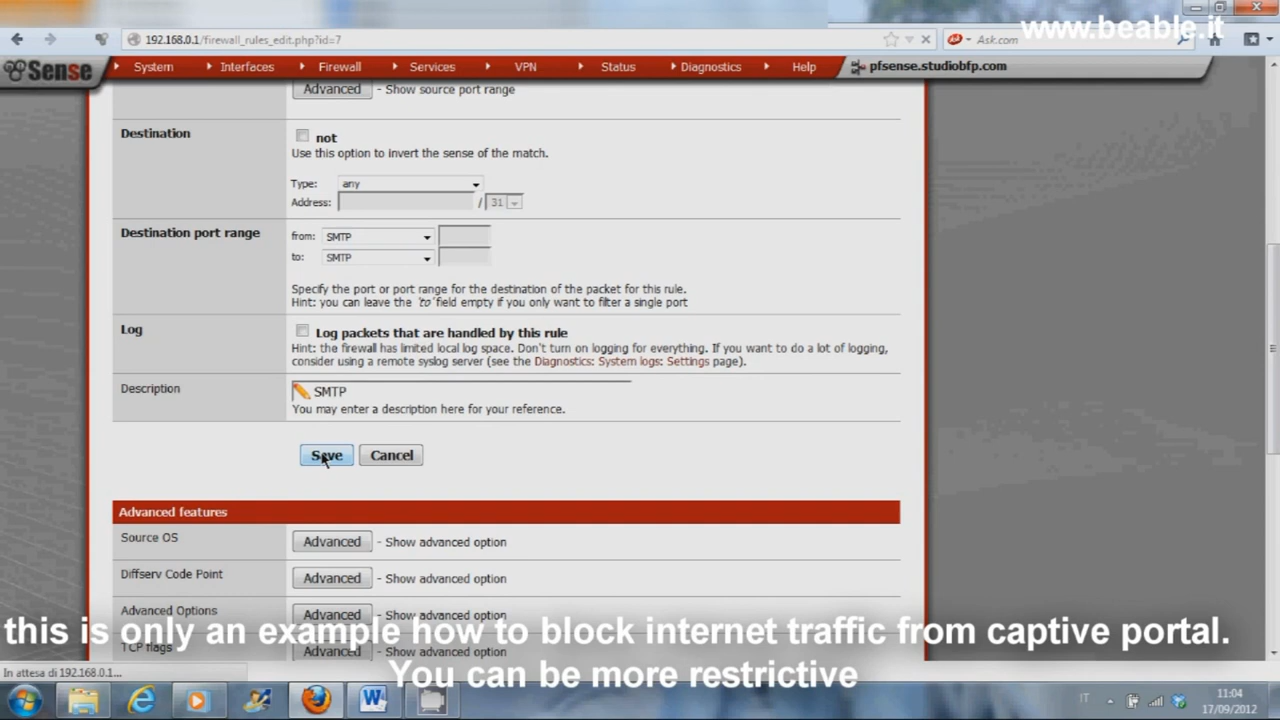 www.beable.it
192.168.0.1/firewall_rules_edit.php?id=7
Ask.com
Sense
System
Interfaces
Firewall
Services
VPN
Status
Diagnostics
Help
pfsense.studiobfp.com
Advanced - Show source port range
Destination
not
Use this option to invert the sense of the match.
Type: any
Address: / 31
Destination port range
from: SMTP
to: SMTP
Specify the port or port range for the destination of the packet for this rule.
Hint: you can leave the 'to' field empty if you only want to filter a single port
Log
Log packets that are handled by this rule
Hint: the firewall has limited local log space. Don't turn on logging for everything. If you want to do a lot of logging,
consider using a remote syslog server (see the Diagnostics: System logs: Settings page).
Description
SMTP
You may enter a description here for your reference.
Save Cancel
Advanced features
Source OS
Advanced - Show advanced option
Diffserv Code Point
Advanced - Show advanced option
Advanced Options
Advanced - Show advanced option
TCP flags
Advanced - Show advanced option
this is only an example how to block internet traffic from captive portal.
You can be more restrictive
In attesa di 192.168.0.1...
IT
11:04
17/09/2012